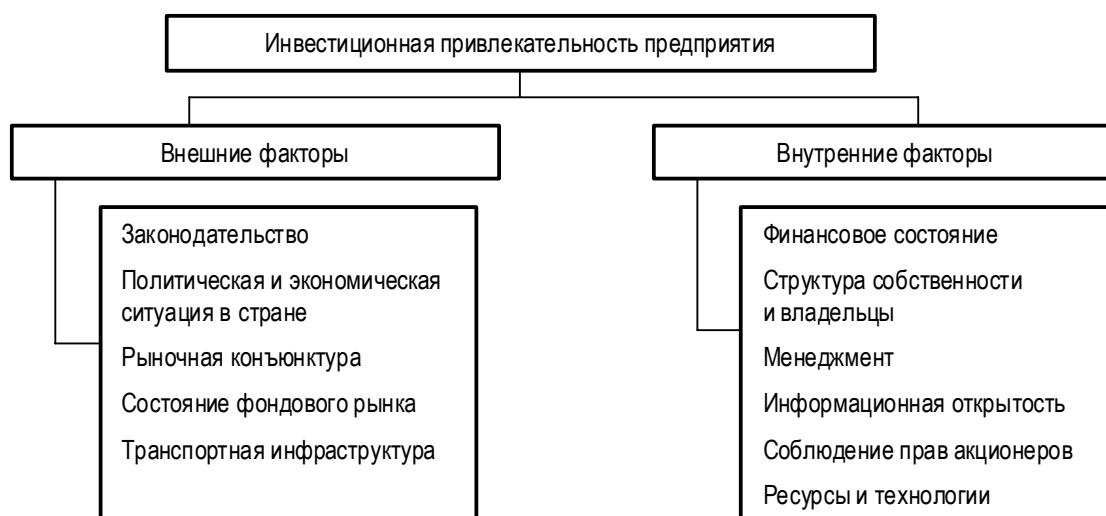 Инвестиционная привлекательность предприятия
Внешние факторы
Законодательство
Политическая и экономическая
ситуация в стране
Рыночная конъюнктура
Состояние фондового рынка
Транспортная инфраструктура
Внутренние факторы
Финансовое состояние
Структура собственности
и владельцы
Менеджмент
Информационная открытость
Соблюдение прав акционеров
Ресурсы и технологии